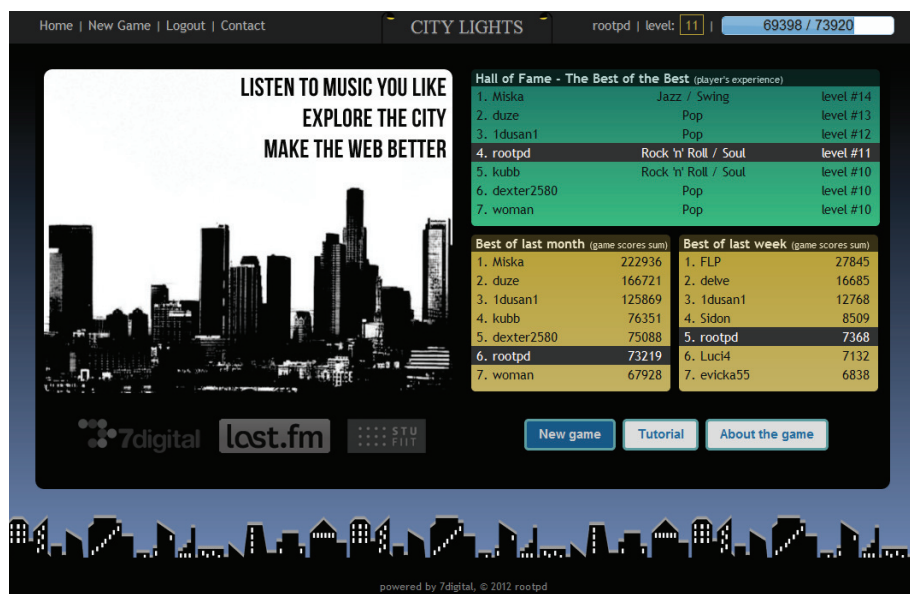 Home | New Game | Logout | Contact
CITY LIGHTS
rootpd | level: 11 |
69398 / 73920
LISTEN TO MUSIC YOU LIKE
EXPLORE THE CITY
MAKE THE WEB BETTER
Hall of Fame - The Best of the Best (player's experience)
1. Miska Jazz / Swing level #14
2. duze Pop level #13
3. 1dusan1 Pop level #12
4. rootpd Rock 'n' Roll / Soul level #11
5. kubb Rock 'n' Roll / Soul level #10
6. dexter2580 Pop level #10
7. woman Pop level #10
Best of last month (game scores sum)
1. Miska 222936
2. duze 166721
3. 1dusan1 125869
4. kubb 76351
5. dexter2580 75088
6. rootpd 73219
7. woman 67928
Best of last week (game scores sum)
1. FLP 27845
2. delve 16685
3. 1dusan1 12768
4. Sidon 8509
5. rootpd 7368
6. Luci4 7132
7. evicka55 6838
7digital
last.fm
STU
FIIT
New game
Tutorial
About the game
powered by 7digital, © 2012 rootpd